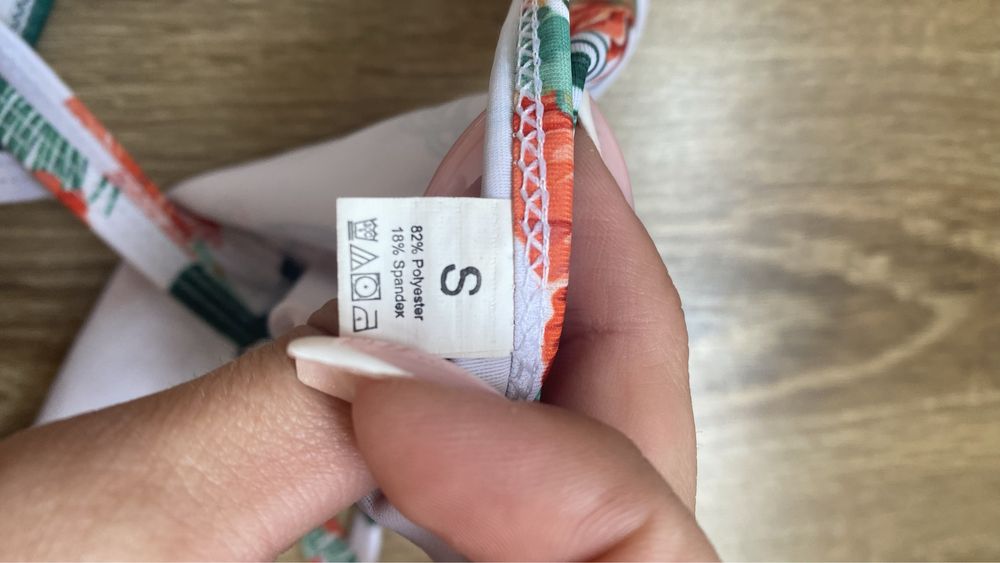 S
82% Polyester
18% Spandex